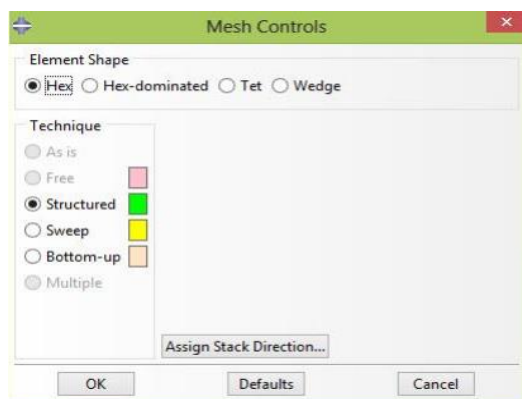 Mesh Controls
Element Shape
Hex Hex-dominated Tet Wedge
Technique
As is
Free
Structured
Sweep
Bottom-up
Multiple
Assign Stack Direction...
OK Defaults Cancel